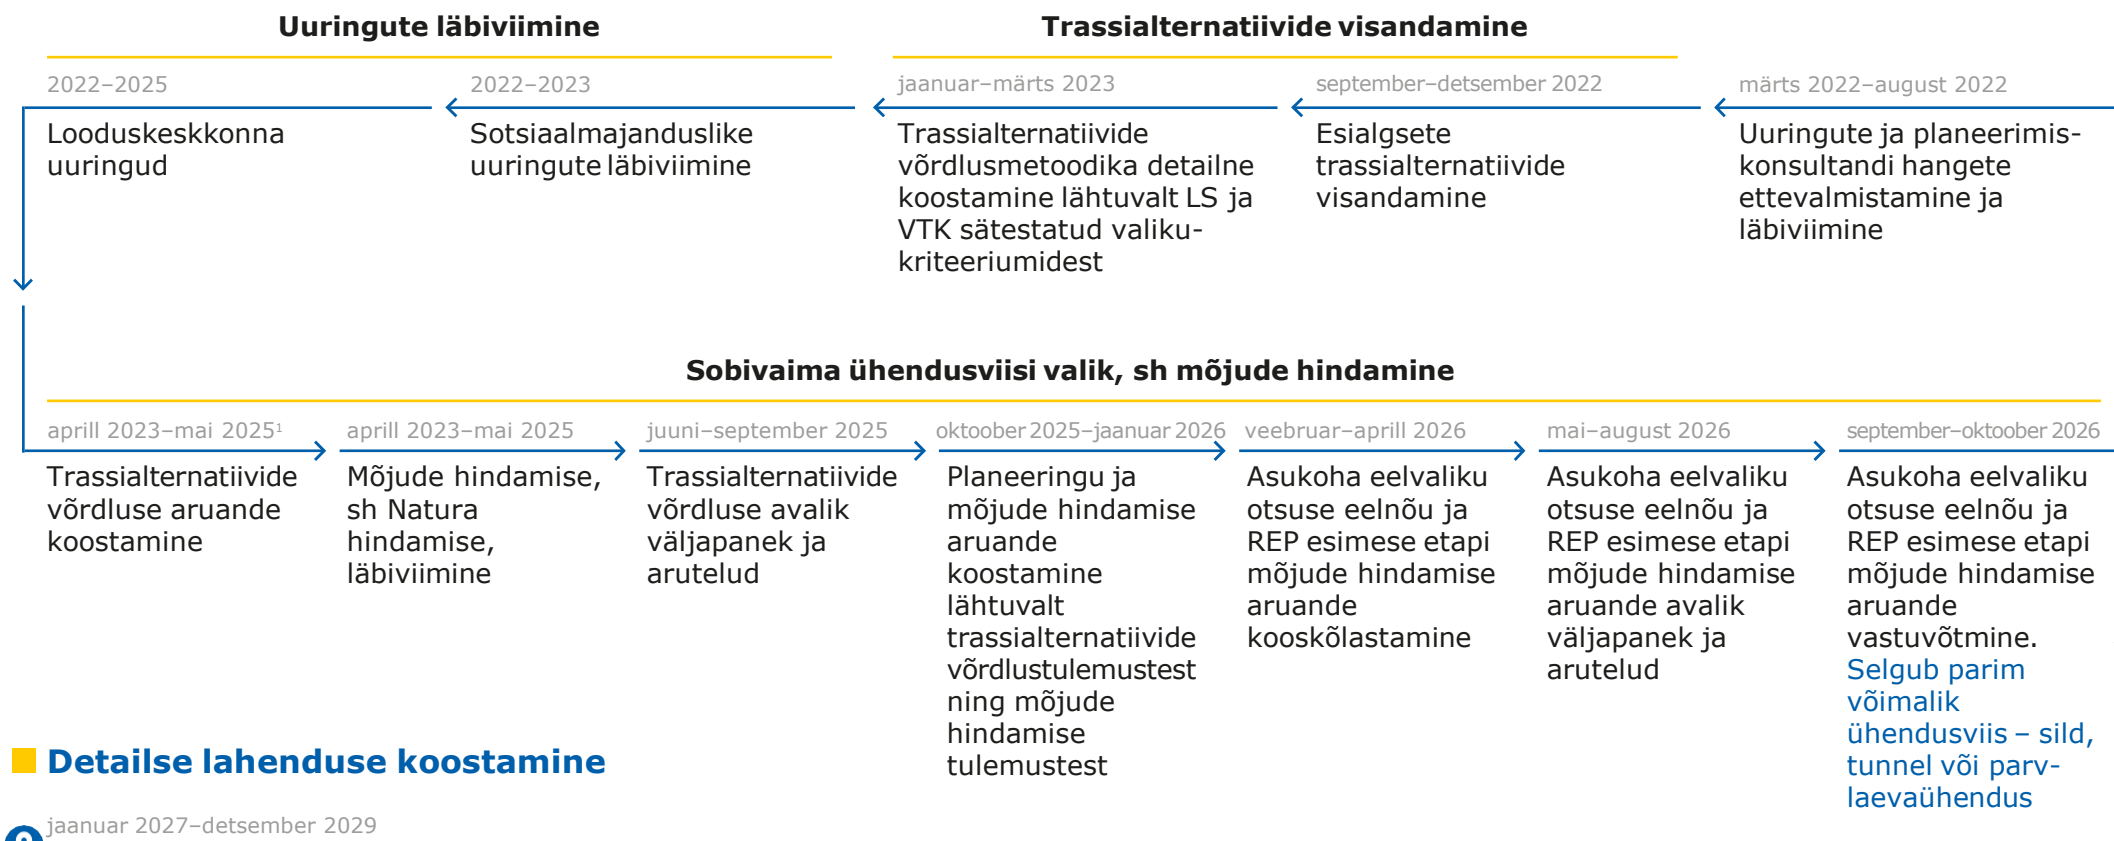 Uuringute läbiviimine
Trassialternatiivide visandamine
2022–2025
Looduskeskkonna
uuringud
2022–2023
Sotsiaalmajanduslike
uuringute läbiviimine
jaanuar–märts 2023
Trassialternatiivide
võrdlusmetoodika detailne
koostamine lähtuvalt LS ja
VTK sätestatud valiku-
kriteeriumidest
september–detsember 2022
Esialgsete
trassialternatiivide
visandamine
märts 2022–august 2022
Uuringute ja planeerimis-
konsultandi hangete
ettevalmistamine ja
läbiviimine
Sobivaima ühendusviisi valik, sh mõjude hindamine
aprill 2023–mai 2025¹
Trassialternatiivide
võrdluse aruande
koostamine
aprill 2023–mai 2025
Mõjude hindamise,
sh Natura
hindamise,
läbiviimine
juuni–september 2025
Trassialternatiivide
võrdluse avalik
väljapanek ja
arutelud
oktoober 2025–jaanuar 2026
Planeeringu ja
mõjude hindamise
aruande
koostamine
lähtuvalt
trassialternatiivide
võrdlustulemustest
ning mõjude
hindamise
tulemustest
veebruar–aprill 2026
Asukoha eelvaliku
otsuse eelnõu ja
REP esimese etapi
mõjude hindamise
aruande
kooskõlastamine
mai–august 2026
Asukoha eelvaliku
otsuse eelnõu ja
REP esimese etapi
mõjude hindamise
aruande avalik
väljapanek ja
arutelud
september–oktoober 2026
Asukoha eelvaliku
otsuse eelnõu ja
REP esimese etapi
mõjude hindamise
aruande
vastuvõtmine.
Selgub parim
võimalik
ühendusviis – sild,
tunnel või parv-
laevaühendus
Detailse lahenduse koostamine
jaanuar 2027–detsember 2029